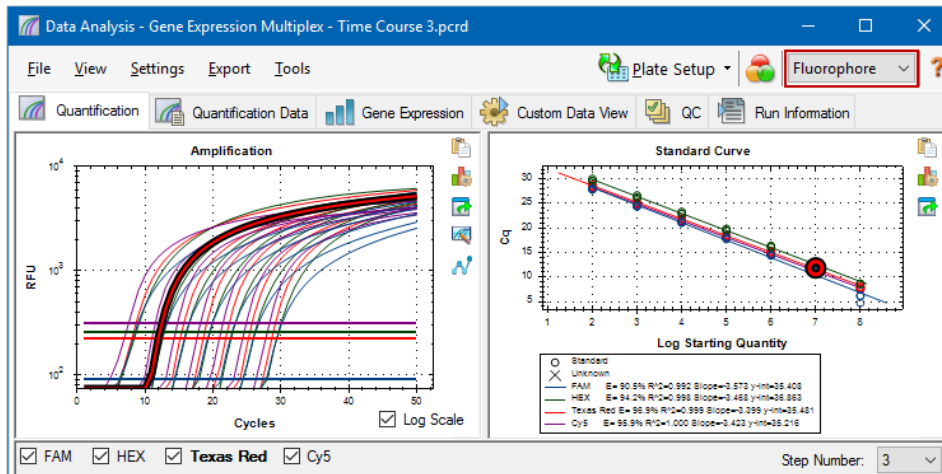 Data Analysis - Gene Expression Multiplex - Time Course 3.pcrd
File View Settings Export Tools Plate Setup Fluorophore ?
Quantification Quantification Data Gene Expression Custom Data View QC Run Information
Amplification
10^4
10^3
10^2
RFU
0 10 20 30 40 50
Cycles
Log Scale
Standard Curve
30
25
20
15
10
5
Cq
1 2 3 4 5 6 7 8
Log Starting Quantity
Standard
Unknown
FAM E= 90.5% R^2=0.992 Slope=-3.573 y-int=35.408
HEX E= 94.2% R^2=0.998 Slope=-3.468 y-int=36.863
Texas Red E= 96.9% R^2=0.999 Slope=-3.399 y-int=35.481
Cy5 E= 95.9% R^2=1.000 Slope=-3.423 y-int=35.216
FAM HEX Texas Red Cy5 Step Number: 3